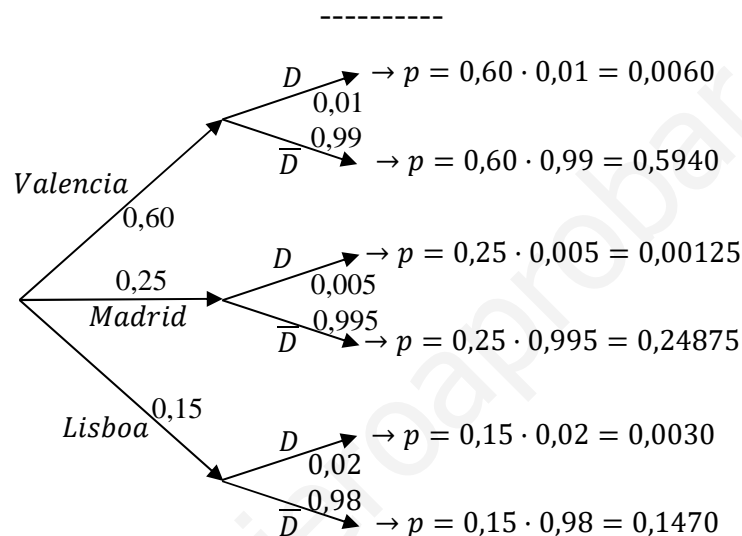 ----------
D → p = 0,60 · 0,01 = 0,0060
0,01
0,99
D̅ → p = 0,60 · 0,99 = 0,5940
Valencia
0,60
D → p = 0,25 · 0,005 = 0,00125
0,25
0,005
Madrid
0,995
D̅ → p = 0,25 · 0,995 = 0,24875
0,15
Lisboa
D → p = 0,15 · 0,02 = 0,0030
0,02
0,98
D̅ → p = 0,15 · 0,98 = 0,1470